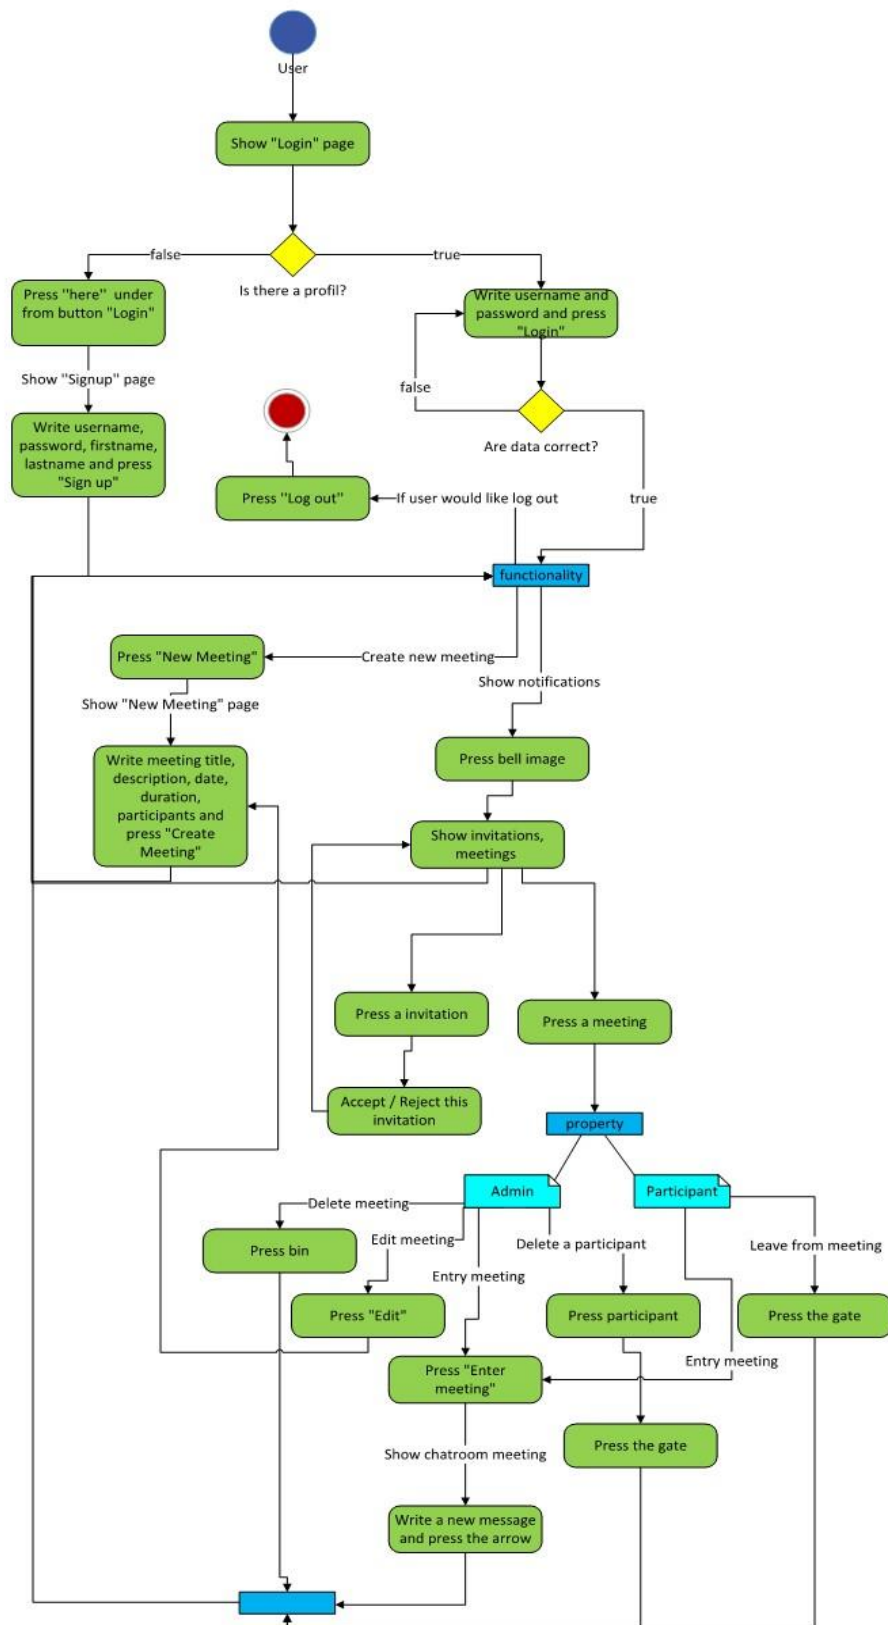 User
Show "Login" page
false
true
Is there a profil?
Press "here" under
from button "Login"
Write username and
password and press
"Login"
Show "Signup" page
false
Write username,
password, firstname,
lastname and press
"Sign up"
Are data correct?
Press "Log out"
If user would like log out
true
functionality
Press "New Meeting"
Create new meeting
Show notifications
Show "New Meeting" page
Press bell image
Write meeting title,
description, date,
duration,
participants and
press "Create
Meeting"
Show invitations,
meetings
Press a invitation
Press a meeting
Accept / Reject this
invitation
property
Admin
Participant
Delete meeting
Edit meeting
Delete a participant
Leave from meeting
Press bin
Entry meeting
Press "Edit"
Press participant
Press the gate
Entry meeting
Press "Enter
meeting"
Press the gate
Show chatroom meeting
Write a new message
and press the arrow